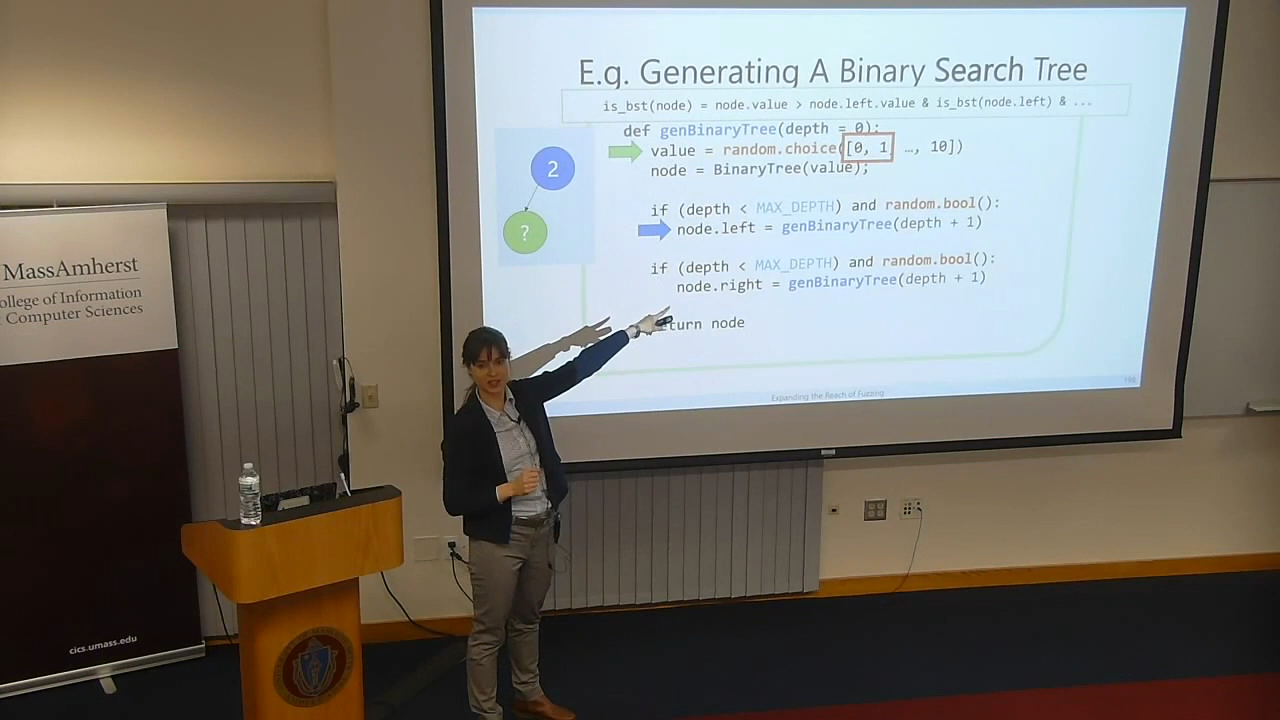 E.g. Generating A Binary Search Tree
is_bst(node) = node.value > node.left.value & is_bst(node.left) & ...
def genBinaryTree(depth = 0):
value = random.choice([0, 1 …, 10])
node = BinaryTree(value);
2
?
if (depth < MAX_DEPTH) and random.bool():
node.left = genBinaryTree(depth + 1)
if (depth < MAX_DEPTH) and random.bool():
node.right = genBinaryTree(depth + 1)
turn node
Expanding the Reach of Fuzzing
MassAmherst
ollege of Information
Computer Sciences
cics.umass.edu